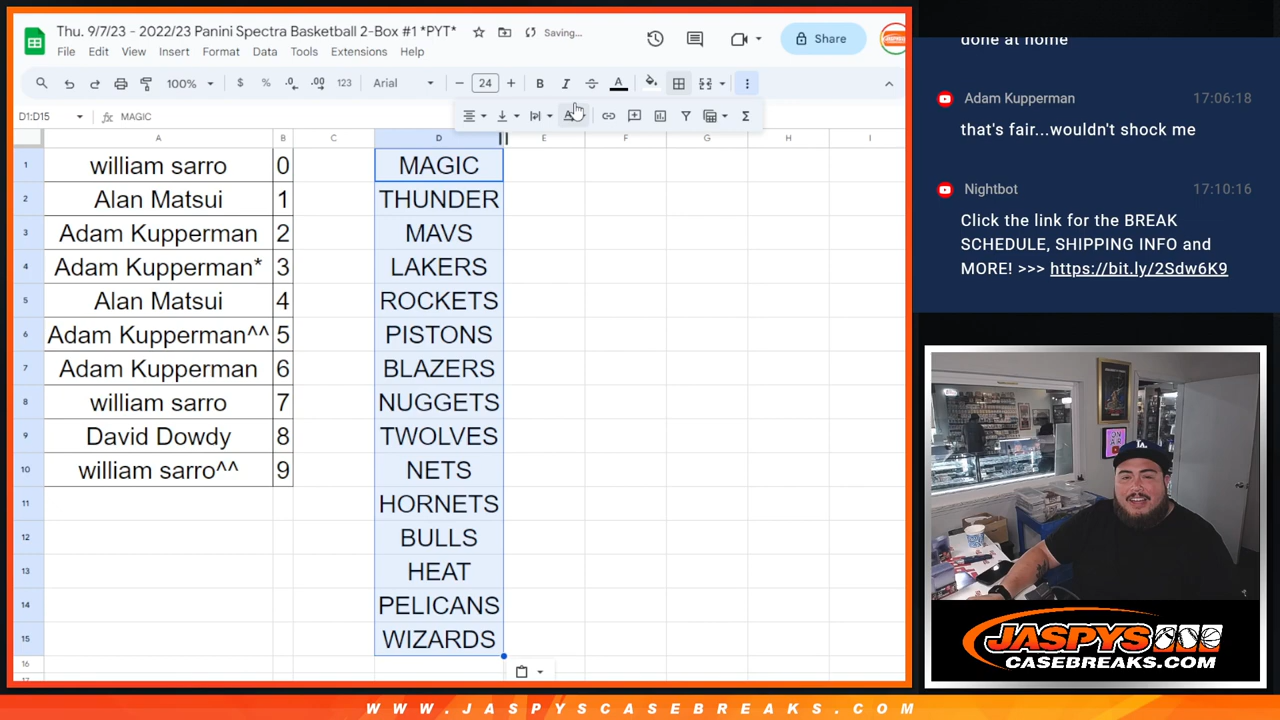 Thu. 9/7/23 - 2022/23 Panini Spectra Basketball 2-Box #1 *PYT*
Saving...
File Edit View Insert Format Data Tools Extensions Help
Share
100% $ % .0 .00 123 Arial 24 B I A
D1:D15 fx MAGIC
A B C D E F G H I
1 william sarro 0 MAGIC
2 Alan Matsui 1 THUNDER
3 Adam Kupperman 2 MAVS
4 Adam Kupperman* 3 LAKERS
5 Alan Matsui 4 ROCKETS
6 Adam Kupperman^^ 5 PISTONS
7 Adam Kupperman 6 BLAZERS
8 william sarro 7 NUGGETS
9 David Dowdy 8 TWOLVES
10 william sarro^^ 9 NETS
11 HORNETS
12 BULLS
13 HEAT
14 PELICANS
15 WIZARDS
16
done at home
Adam Kupperman 17:06:18
that's fair...wouldn't shock me
Nightbot 17:10:16
Click the link for the BREAK
SCHEDULE, SHIPPING INFO and
MORE! >>> https://bit.ly/2Sdw6K9
JASPYS
CASEBREAKS.COM
WWW.JASPYSCASEBREAKS.COM